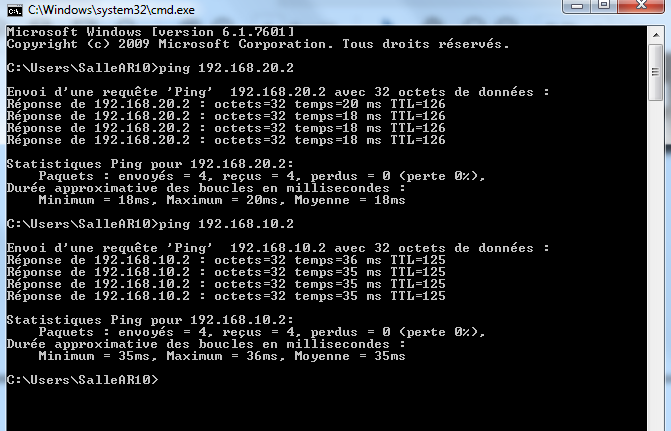 C:\Windows\system32\cmd.exe
Microsoft Windows [version 6.1.7601]
Copyright (c) 2009 Microsoft Corporation. Tous droits réservés.
C:\Users\SalleAR10>ping 192.168.20.2
Envoi d'une requête 'Ping'  192.168.20.2 avec 32 octets de données :
Réponse de 192.168.20.2 : octets=32 temps=20 ms TTL=126
Réponse de 192.168.20.2 : octets=32 temps=18 ms TTL=126
Réponse de 192.168.20.2 : octets=32 temps=18 ms TTL=126
Réponse de 192.168.20.2 : octets=32 temps=18 ms TTL=126
Statistiques Ping pour 192.168.20.2:
    Paquets : envoyés = 4, reçus = 4, perdus = 0 (perte 0%),
Durée approximative des boucles en millisecondes :
    Minimum = 18ms, Maximum = 20ms, Moyenne = 18ms
C:\Users\SalleAR10>ping 192.168.10.2
Envoi d'une requête 'Ping'  192.168.10.2 avec 32 octets de données :
Réponse de 192.168.10.2 : octets=32 temps=36 ms TTL=125
Réponse de 192.168.10.2 : octets=32 temps=35 ms TTL=125
Réponse de 192.168.10.2 : octets=32 temps=35 ms TTL=125
Réponse de 192.168.10.2 : octets=32 temps=35 ms TTL=125
Statistiques Ping pour 192.168.10.2:
    Paquets : envoyés = 4, reçus = 4, perdus = 0 (perte 0%),
Durée approximative des boucles en millisecondes :
    Minimum = 35ms, Maximum = 36ms, Moyenne = 35ms
C:\Users\SalleAR10>